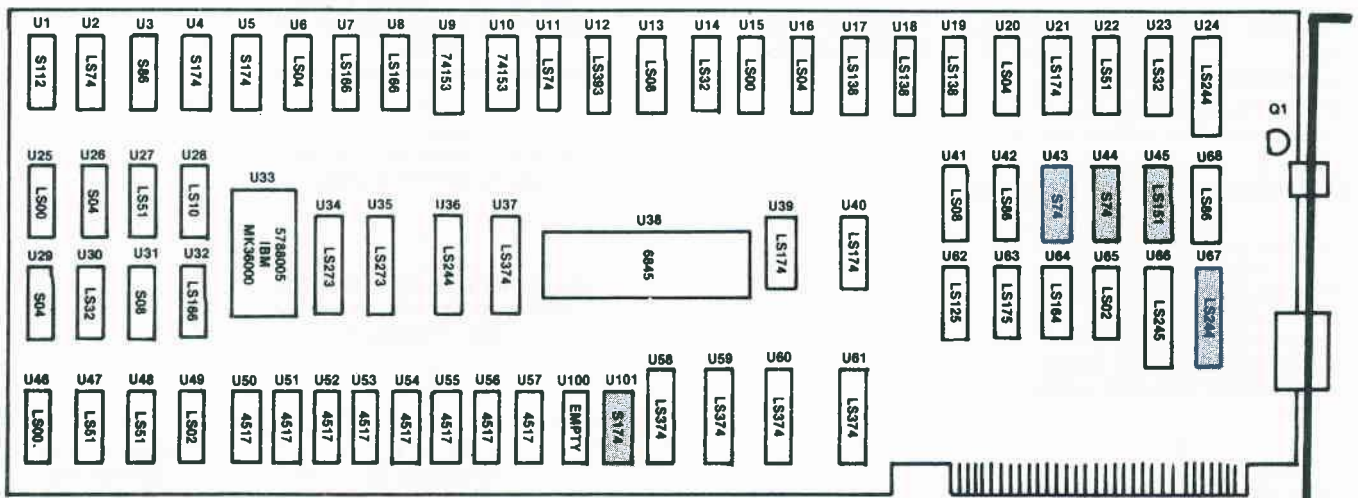 U1 U2 U3 U4 U5 U6 U7 U8 U9 U10 U11 U12 U13 U14 U15 U16 U17 U18 U19 U20 U21 U22 U23 U24
S112 LS74 S86 S174 S174 LS04 LS166 LS166 74153 74153 LS74 LS393 LS08 LS32 LS00 LS04 LS138 LS138 LS138 LS04 LS174 LS51 LS32 LS244
Q1
U25 U26 U27 U28 U33 U41 U42 U43 U44 U45 U68
LS00 S04 LS51 LS10 LS08 LS86 S74 S74 LS151 LS86
U34 U35 U36 U37 U38 U39 U40
5788005
IBM
MK36000
LS273 LS273 LS244 LS374 6845 LS174 LS174
U29 U30 U31 U32 U62 U63 U64 U65 U66 U67
S04 LS32 S08 LS166 LS125 LS175 LS164 LS02 LS245 LS244
U58 U59 U60 U61
U46 U47 U48 U49 U50 U51 U52 U53 U54 U55 U56 U57 U100 U101
LS00. LS51 LS51 LS02 4517 4517 4517 4517 4517 4517 4517 4517 EMPTY S174 LS374 LS374 LS374 LS374